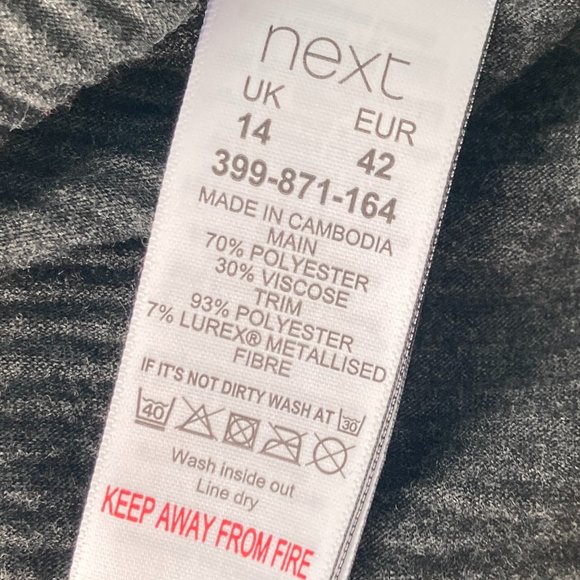 next
UK EUR
14 42
399-871-164
MADE IN CAMBODIA
MAIN
70% POLYESTER
30% VISCOSE
TRIM
93% POLYESTER
7% LUREX® METALLISED
FIBRE
IF IT'S NOT DIRTY WASH AT 30
40
Wash inside out
Line dry
KEEP AWAY FROM FIRE